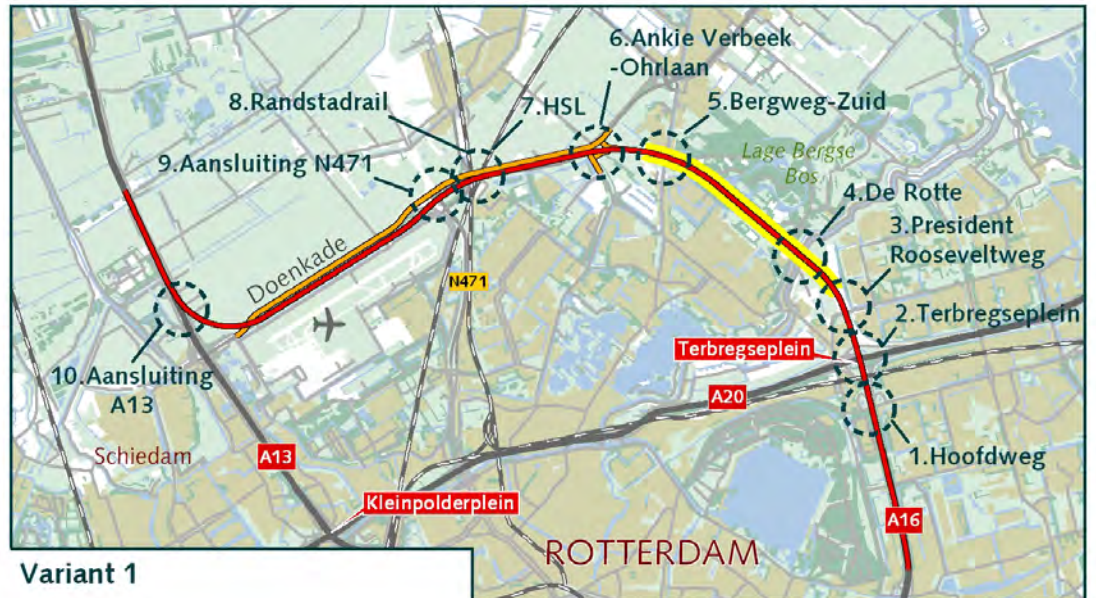 6.Ankie Verbeek
-Ohrlaan
8.Randstadrail
7.HSL
5.Bergweg-Zuid
9.Aansluiting N471
Lage Bergse
Bos
4.De Rotte
3.President
Rooseveltweg
Doenkade
N471
2.Terbregseplein
Terbregseplein
10.Aansluiting
A13
A20
Schiedam
A13
1.Hoofdweg
Kleinpolderplein
A16
ROTTERDAM
Variant 1